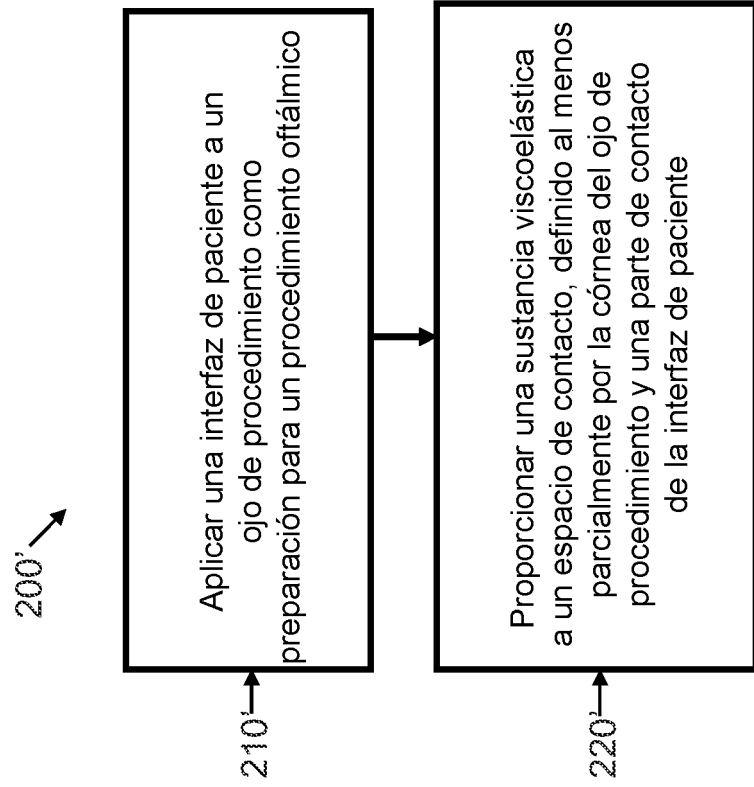 200'
210'
Aplicar una interfaz de paciente a un
ojo de procedimiento como
preparación para un procedimiento oftálmico
220'
Proporcionar una sustancia viscoelástica
a un espacio de contacto, definido al menos
parcialmente por la córnea del ojo de
procedimiento y una parte de contacto
de la interfaz de paciente